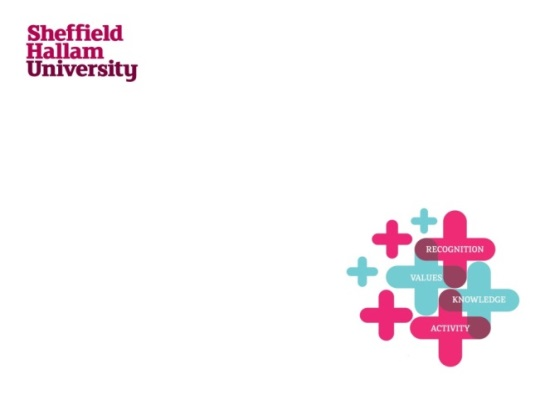 Sheffield
Hallam
University
RECOGNITION
VALUES
KNOWLEDGE
ACTIVITY